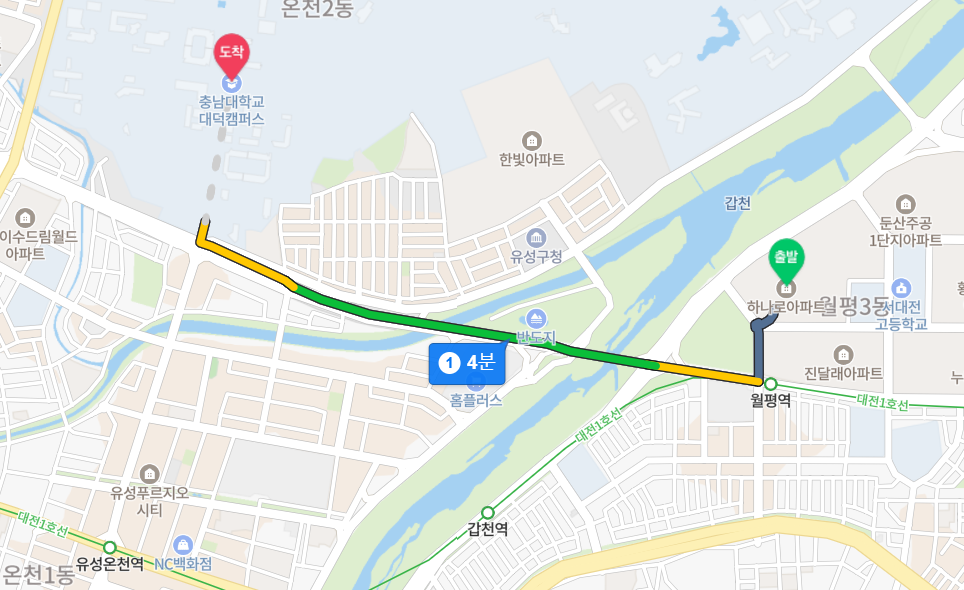 온천2동
도착
충남대학교
대덕캠퍼스
한빛아파트
갑천
이수드림월드
아파트
둔산주공
1단지아파트
유성구청
출발
하나로아파트
월평3동
서대전
고등학교
황
반도지
1 4분
진달래아파트
누
홈플러스
월평역
대전1호선
대전1호선
유성푸르지오
시티
갑천역
대전1호선
유성온천역
NC백화점
온천1동